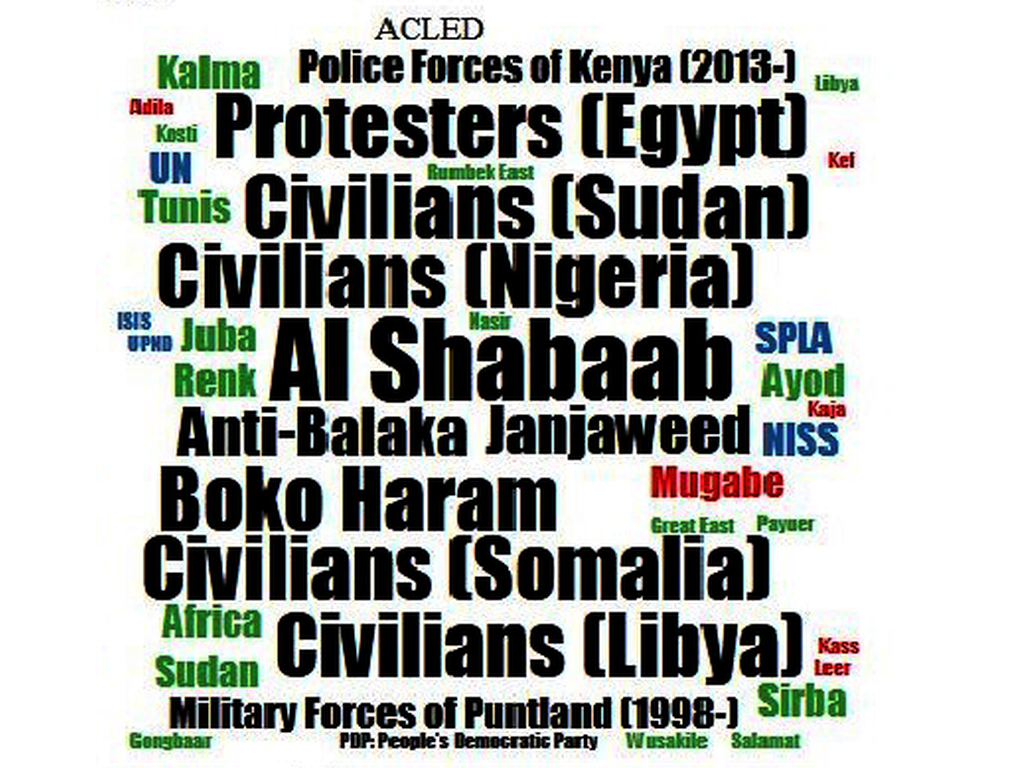 ACLED
Kalma Police Forces of Kenya (2013-) Libya
Adila Protesters (Egypt)
Kosti
UN Kef
Rumbek East
Tunis Civilians (Sudan)
Civilians (Nigeria)
ISIS Juba Nasir SPLA
UPND Al Shabaab
Renk Ayod
Kaja
Anti-Balaka Janjaweed NISS
Boko Haram Mugabe
Great East Payuer
Civilians (Somalia)
Africa Civilians (Libya) Kass
Sudan Leer
Military Forces of Puntland (1998-) Sirba
Gongbaar PDP: People's Democratic Party Wusakile Salamat